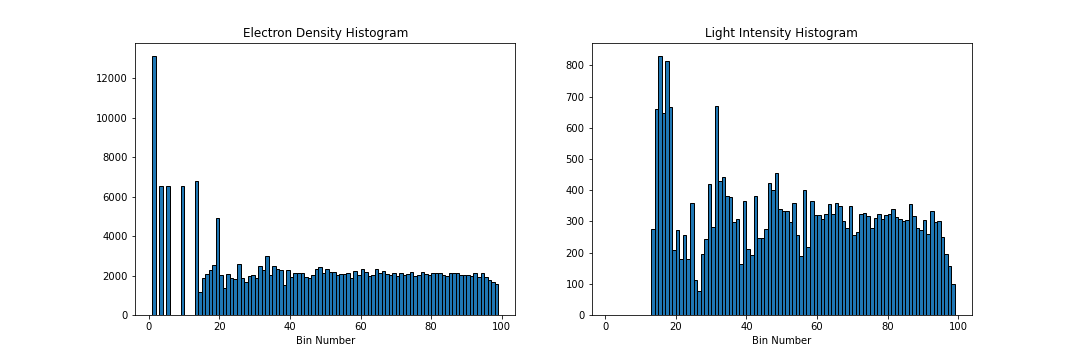 Electron Density Histogram
12000
10000
8000
6000
4000
2000
0
0 20 40 60 80 100
Bin Number
Light Intensity Histogram
800
700
600
500
400
300
200
100
0
0 20 40 60 80 100
Bin Number